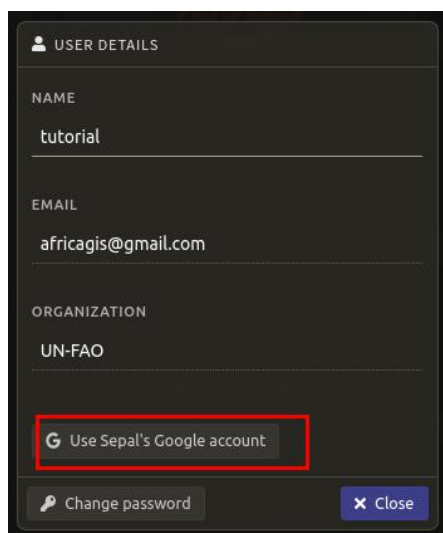 USER DETAILS
NAME
tutorial
EMAIL
africagis@gmail.com
ORGANIZATION
UN-FAO
G Use Sepal's Google account
Change password
Close